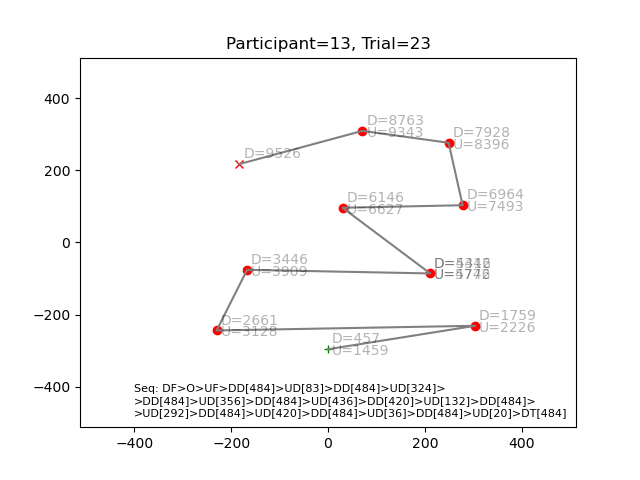 Participant=13, Trial=23
400
200
0
−200
−400
−400
−200
0
200
400
D=8763
U=9343
D=7928
U=8396
D=9526
D=6146
U=6627
D=6964
U=7493
D=3446
U=3909
D=2661
U=3128
D=1759
U=2226
D=457
U=1459
Seq: DF>O>UF>DD[484]>UD[83]>DD[484]>UD[324]>
>DD[484]>UD[356]>DD[484]>UD[436]>DD[420]>UD[132]>DD[484]>
>UD[292]>DD[484]>UD[420]>DD[484]>UD[36]>DD[484]>UD[20]>DT[484]